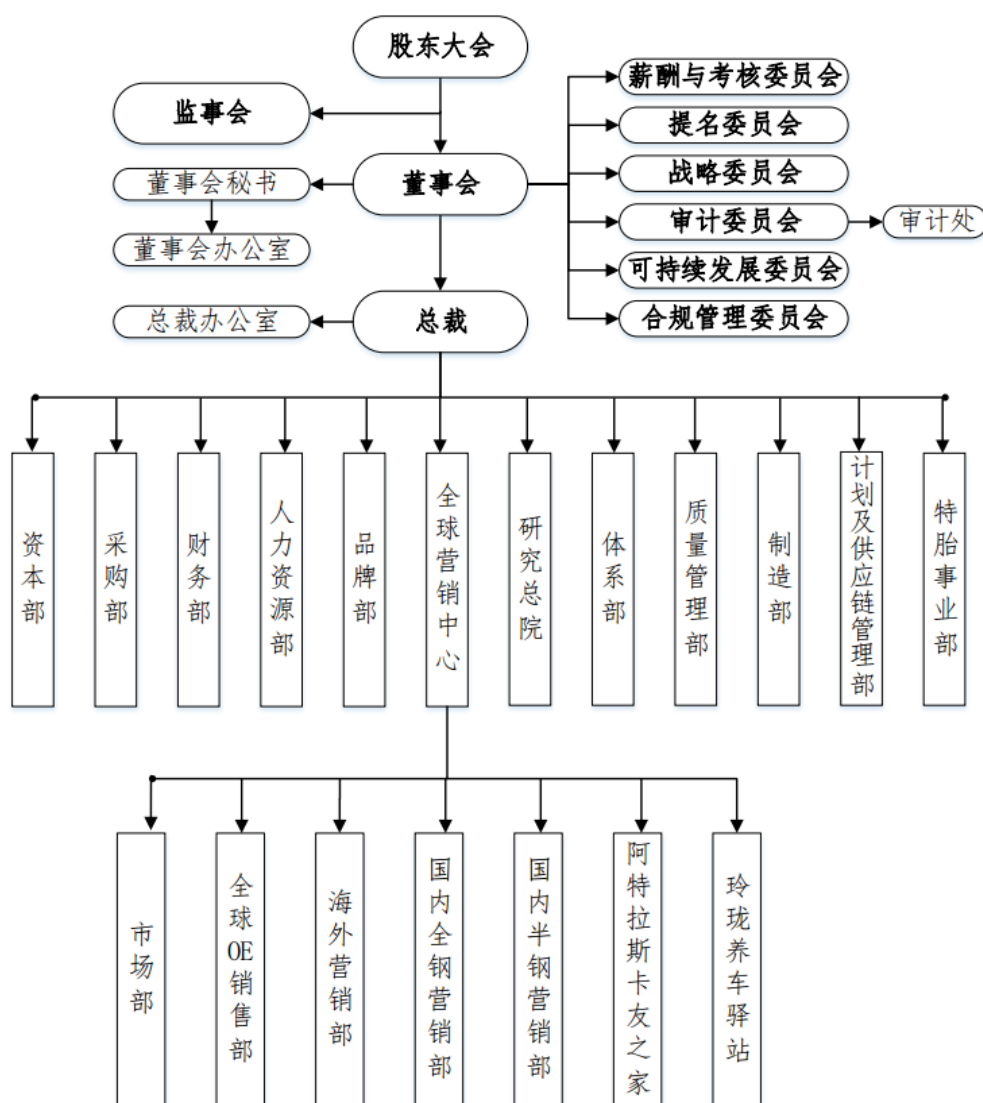 股东大会
监事会
董事会
董事会秘书
董事会办公室
总裁
总裁办公室
薪酬与考核委员会
提名委员会
战略委员会
审计委员会
审计处
可持续发展委员会
合规管理委员会
资本部
采购部
财务部
人力资源部
品牌部
全球营销中心
研究总院
体系部
质量管理部
制造部
计划及供应链管理部
特胎事业部
市场部
全球OE销售部
海外营销部
国内全钢营销部
国内半钢营销部
阿特拉斯卡友之家
玲珑养车驿站